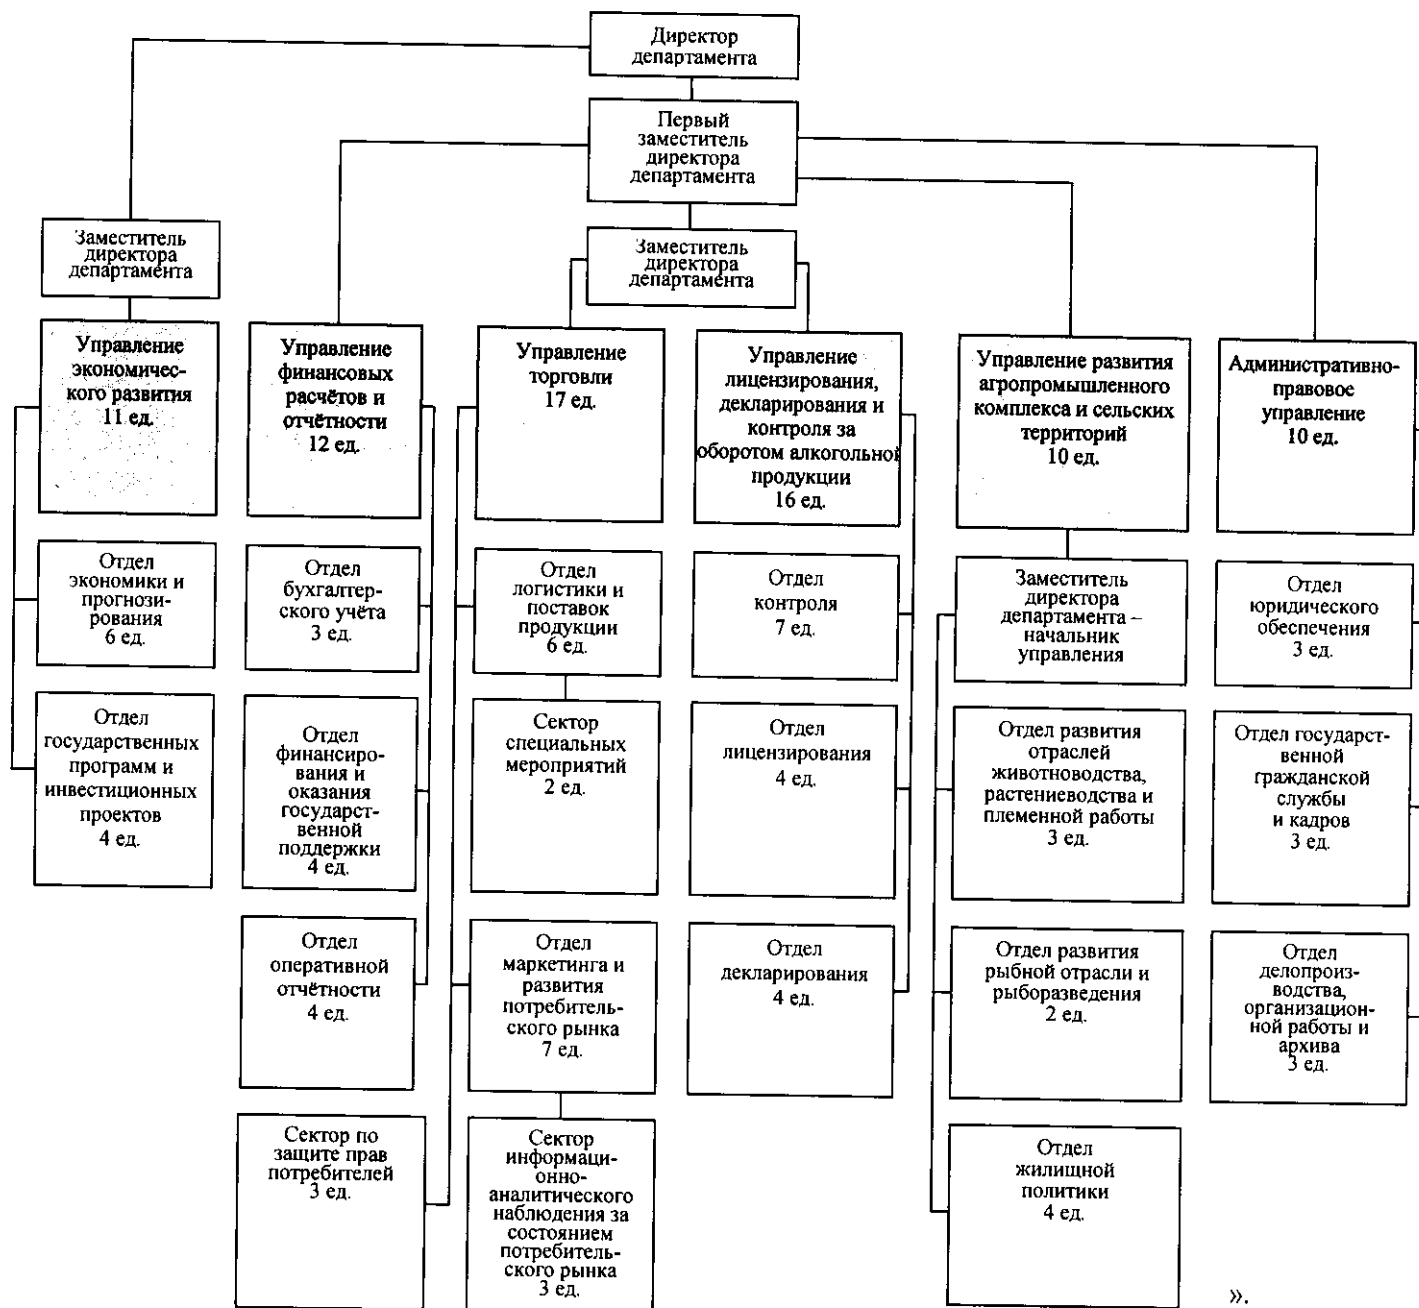 Директор
департамента
Первый
заместитель
директора
департамента
Заместитель
директора
департамента
Заместитель
директора
департамента
Управление
экономичес-
кого развития
11 ед.
Управление
финансовых
расчётов и
отчётности
12 ед.
Управление
торговли
17 ед.
Управление
лицензирования,
декларирования и
контроля за
оборотом алкогольной
продукции
16 ед.
Управление развития
агропромышленного
комплекса и сельских
территорий
10 ед.
Административно-
правовое
управление
10 ед.
Отдел
экономики и
прогнози-
рования
6 ед.
Отдел
бухгалтер-
ского учёта
3 ед.
Отдел
логистики и
поставок
продукции
6 ед.
Отдел
контроля
7 ед.
Заместитель
директора
департамента –
начальник
управления
Отдел
юридического
обеспечения
3 ед.
Отдел
государственных
программ и
инвестиционных
проектов
4 ед.
Отдел
финансиро-
вания и
оказания
государст-
венной
поддержки
4 ед.
Сектор
специальных
мероприятий
2 ед.
Отдел
лицензирования
4 ед.
Отдел развития
отраслей
животноводства,
растениеводства и
племенной работы
3 ед.
Отдел государст-
венной
гражданской
службы
и кадров
3 ед.
Отдел
оперативной
отчётности
4 ед.
Отдел
маркетинга и
развития
потребитель-
ского рынка
7 ед.
Отдел
декларирования
4 ед.
Отдел развития
рыбной отрасли и
рыборазведения
2 ед.
Отдел
делопроиз-
водства,
организацион-
ной работы и
архива
3 ед.
Сектор по
защите прав
потребителей
3 ед.
Сектор
информаци-
онно-
аналитического
наблюдения за
состоянием
потребитель-
ского рынка
3 ед.
Отдел
жилищной
политики
4 ед.
».